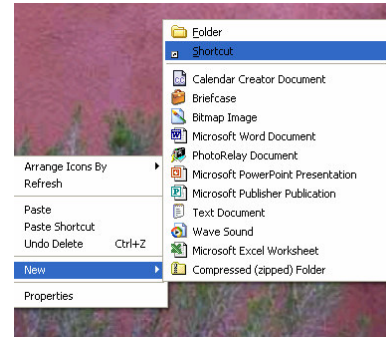 Arrange Icons By
Refresh
Paste
Paste Shortcut
Undo Delete Ctrl+Z
New
Properties
Folder
Shortcut
Calendar Creator Document
Briefcase
Bitmap Image
Microsoft Word Document
PhotoRelay Document
Microsoft PowerPoint Presentation
Microsoft Publisher Publication
Text Document
Wave Sound
Microsoft Excel Worksheet
Compressed (zipped) Folder